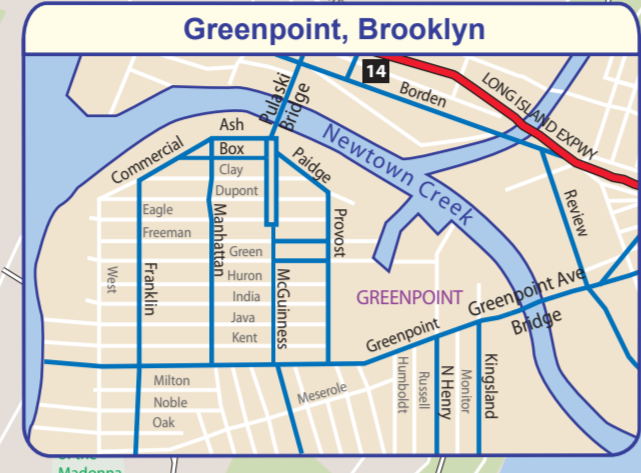 Greenpoint, Brooklyn
14
Borden
LONG ISLAND EXPWY
Pulaski
Bridge
Newtown Creek
Ash
Box
Commercial
Clay
Paidge
Dupont
Eagle
Freeman
Manhattan
Provost
Review
Green
West
Franklin
Huron
McGuinness
India
Java
Kent
GREENPOINT
Greenpoint Ave
Bridge
Greenpoint
Milton
Noble
Oak
Meserole
Humboldt
Russell
N Henry
Monitor
Kingsland
of the
Madonna